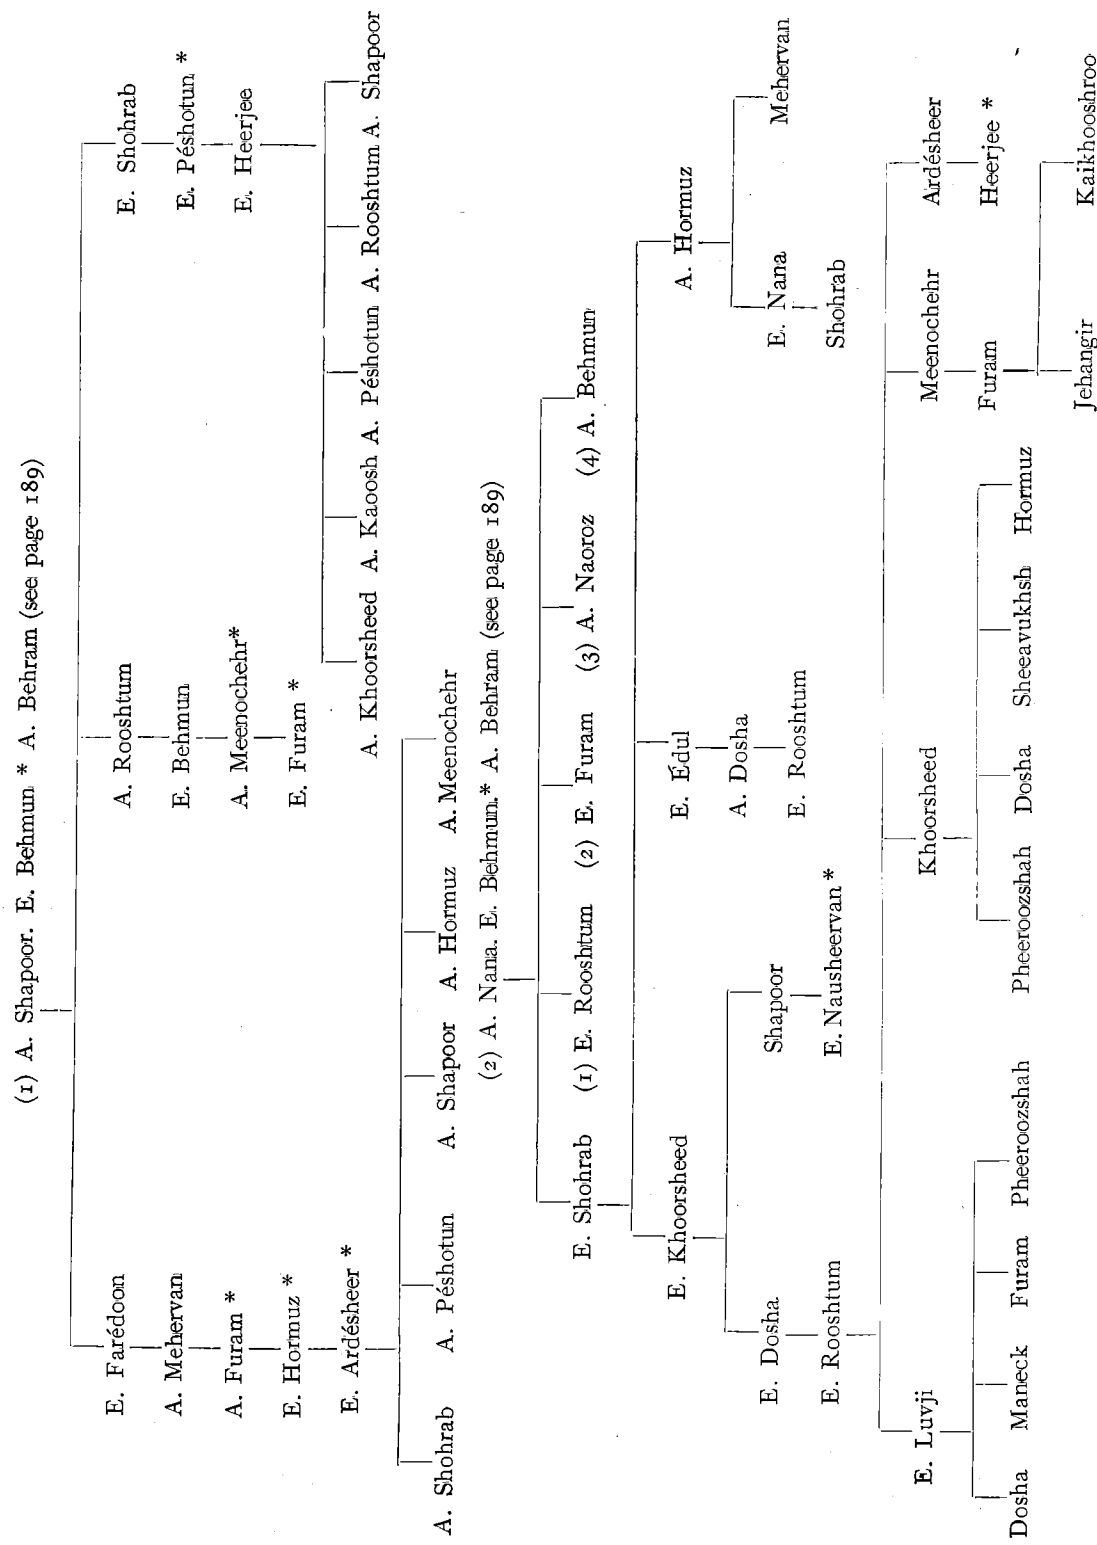 (1) A. Shapoor. E. Behmun * A. Behram (see page 189)
E. Farédoon A. Rooshtum E. Shohrab
A. Mehervan E. Behmun E. Péshotun *
A. Furam * A. Meenochehr* E. Heerjee
E. Hormuz * E. Furam *
E. Ardésheer *
A. Khoorsheed A. Kaoosh A. Péshotun A. Rooshtum A. Shapoor
A. Shohrab A. Péshotun A. Shapoor A. Hormuz A. Meenochehr
(2) A. Nana. E. Behmun.* A. Behram (see page 189)
E. Shohrab (1) E. Rooshtum (2) E. Furam (3) A. Naoroz (4) A. Behmun
E. Khoorsheed E. Édul A. Hormuz
A. Dosha
E. Rooshtum
E. Dosha Shapoor E. Nana Mehervan
E. Rooshtum E. Nausheervan * Shohrab
E. Luvji Khoorsheed Meenochehr Ardésheer
Furam Heerjee *
Dosha Maneck Furam Pheeroozshah Pheeroozshah Dosha Sheeavukhsh Hormuz
Jehangir Kaikhooshroo